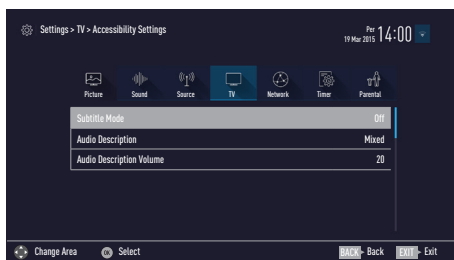 Settings > TV > Accessibility Settings
Per
19 Mar 2015 14:00
Picture Sound Source TV Network Timer Parental
Subtitle Mode Off
Audio Description Mixed
Audio Description Volume 20
Change Area OK Select BACK Back EXIT Exit